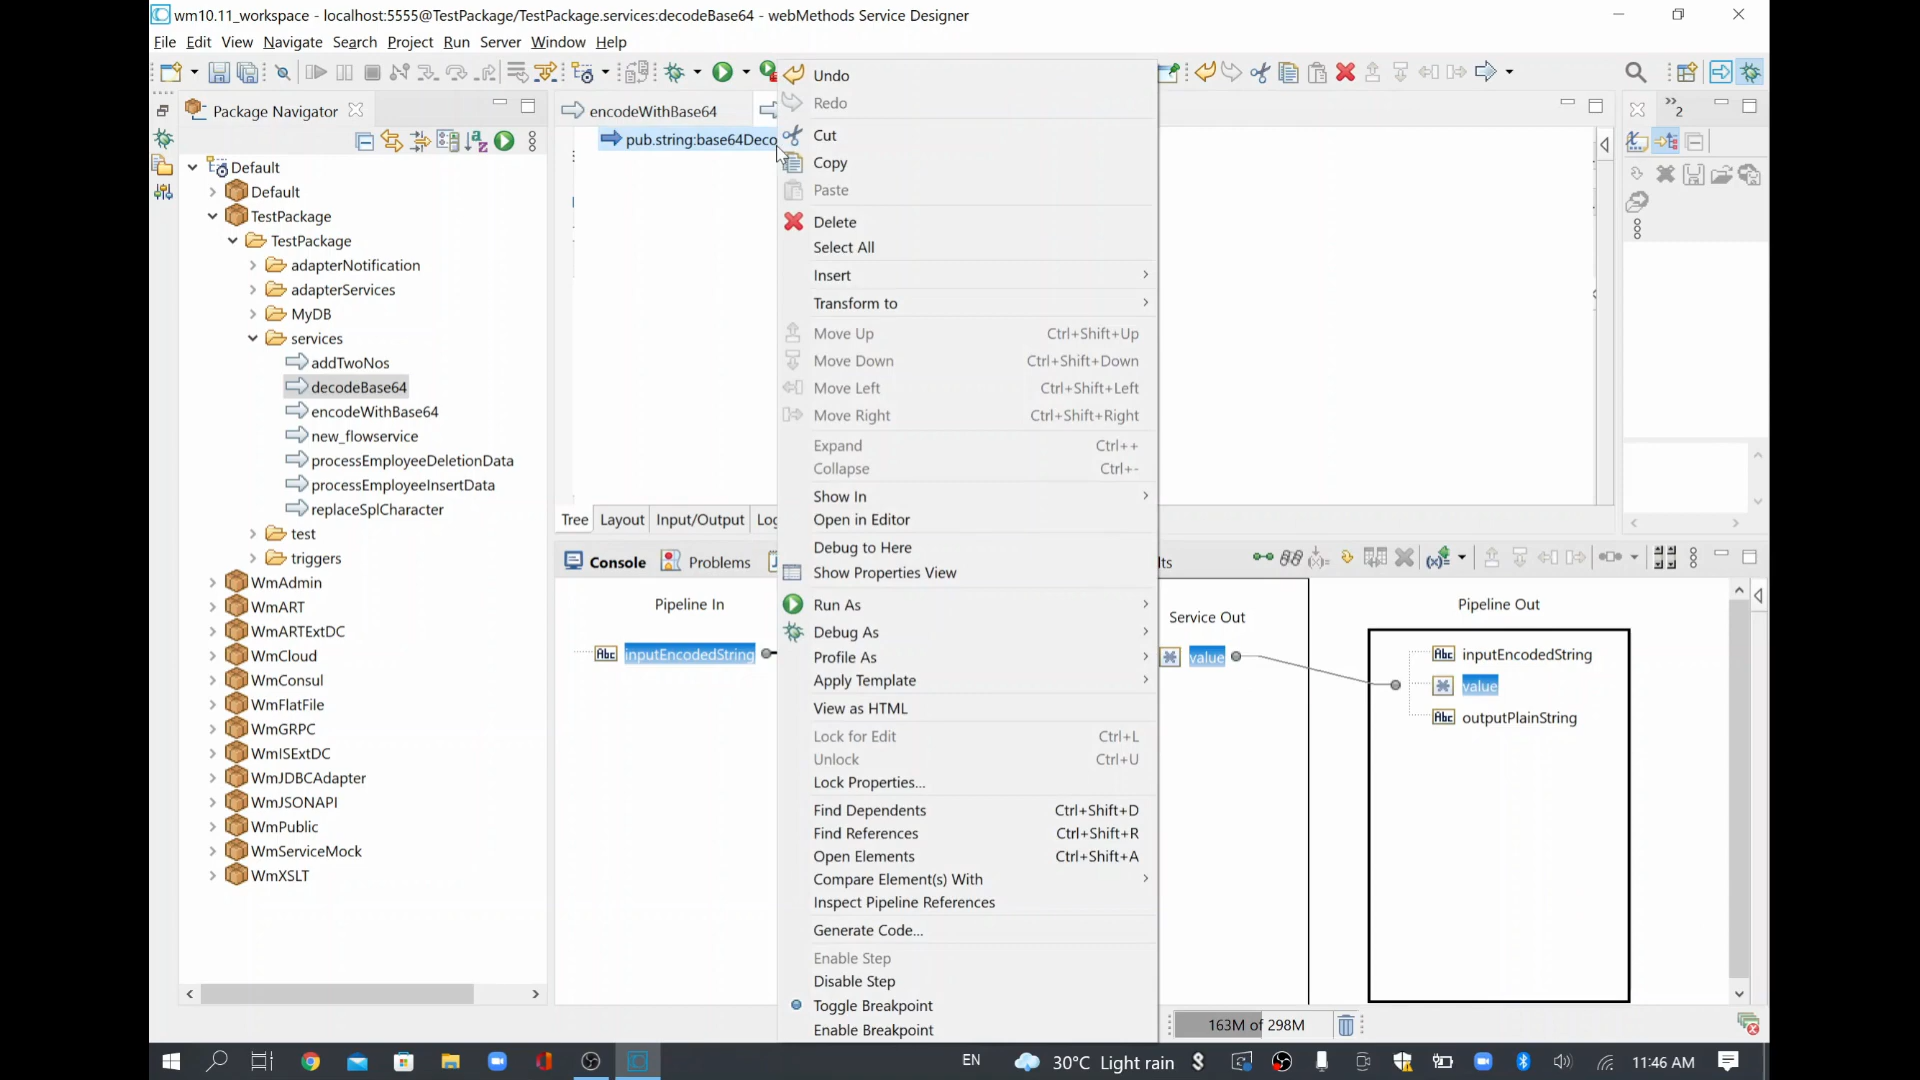 wm10.11_workspace - localhost:5555@TestPackage/TestPackage.services:decodeBase64 - webMethods Service Designer
File Edit View Navigate Search Project Run Server Window Help
Package Navigator
Default
Default
TestPackage
TestPackage
adapterNotification
adapterServices
MyDB
services
addTwoNos
decodeBase64
encodeWithBase64
new_flowservice
processEmployeeDeletionData
processEmployeeInsertData
replaceSplCharacter
test
triggers
WmAdmin
WmART
WmARTExtDC
WmCloud
WmConsul
WmFlatFile
WmGRPC
WmISExtDC
WmJDBCAdapter
WmJSONAPI
WmPublic
WmServiceMock
WmXSLT
encodeWithBase64
pub.string:base64Deco
Tree Layout Input/Output Log
Console Problems
Pipeline In
Abc inputEncodedString
Undo
Redo
Cut
Copy
Paste
Delete
Select All
Insert
Transform to
Move Up Ctrl+Shift+Up
Move Down Ctrl+Shift+Down
Move Left Ctrl+Shift+Left
Move Right Ctrl+Shift+Right
Expand Ctrl++
Collapse Ctrl+-
Show In
Open in Editor
Debug to Here
Show Properties View
Run As
Debug As
Profile As
Apply Template
View as HTML
Lock for Edit Ctrl+L
Unlock Ctrl+U
Lock Properties...
Find Dependents Ctrl+Shift+D
Find References Ctrl+Shift+R
Open Elements Ctrl+Shift+A
Compare Element(s) With
Inspect Pipeline References
Generate Code...
Enable Step
Disable Step
Toggle Breakpoint
Enable Breakpoint
2
lts
Service Out
value
Pipeline Out
Abc inputEncodedString
value
Abc outputPlainString
163M of 298M
EN 30°C Light rain 11:46 AM